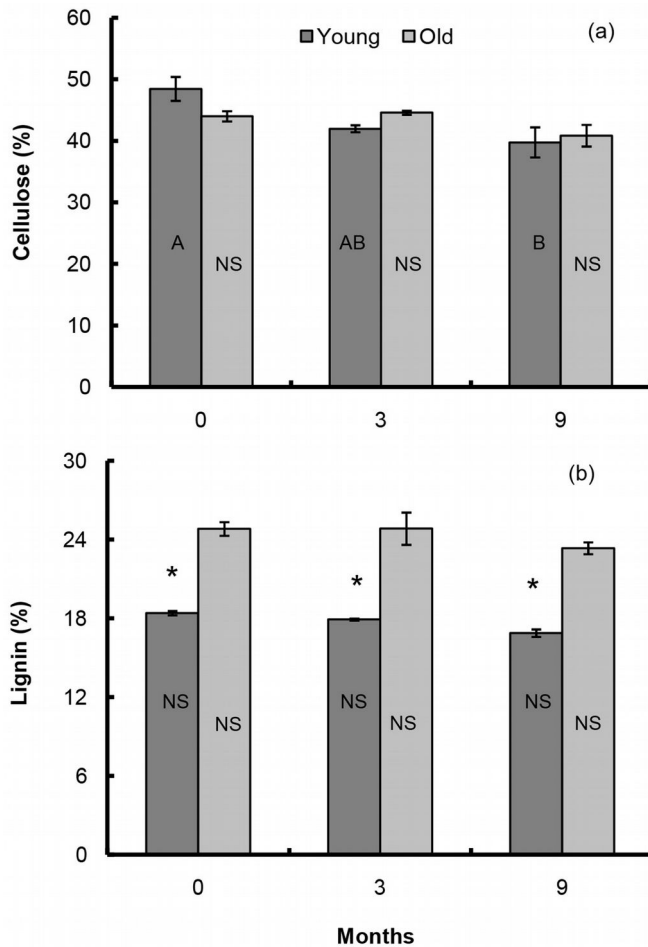 60
50
40
30
20
10
0
Cellulose (%)
Young Old
(a)
A
NS
AB
NS
B
NS
0 3 9
30
24
18
12
6
0
Lignin (%)
(b)
*
*
*
NS
NS
NS
NS
NS
NS
0 3 9
Months